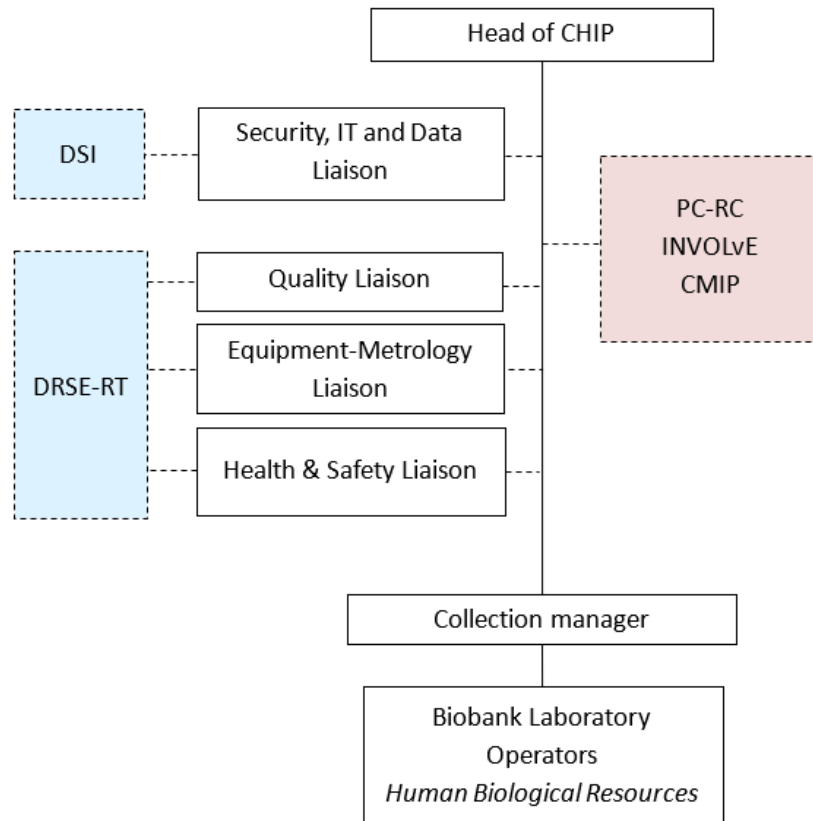 Head of CHIP
DSI
Security, IT and Data
Liaison
PC-RC
INVOLvE
CMIP
DRSE-RT
Quality Liaison
Equipment-Metrology
Liaison
Health & Safety Liaison
Collection manager
Biobank Laboratory
Operators
Human Biological Resources